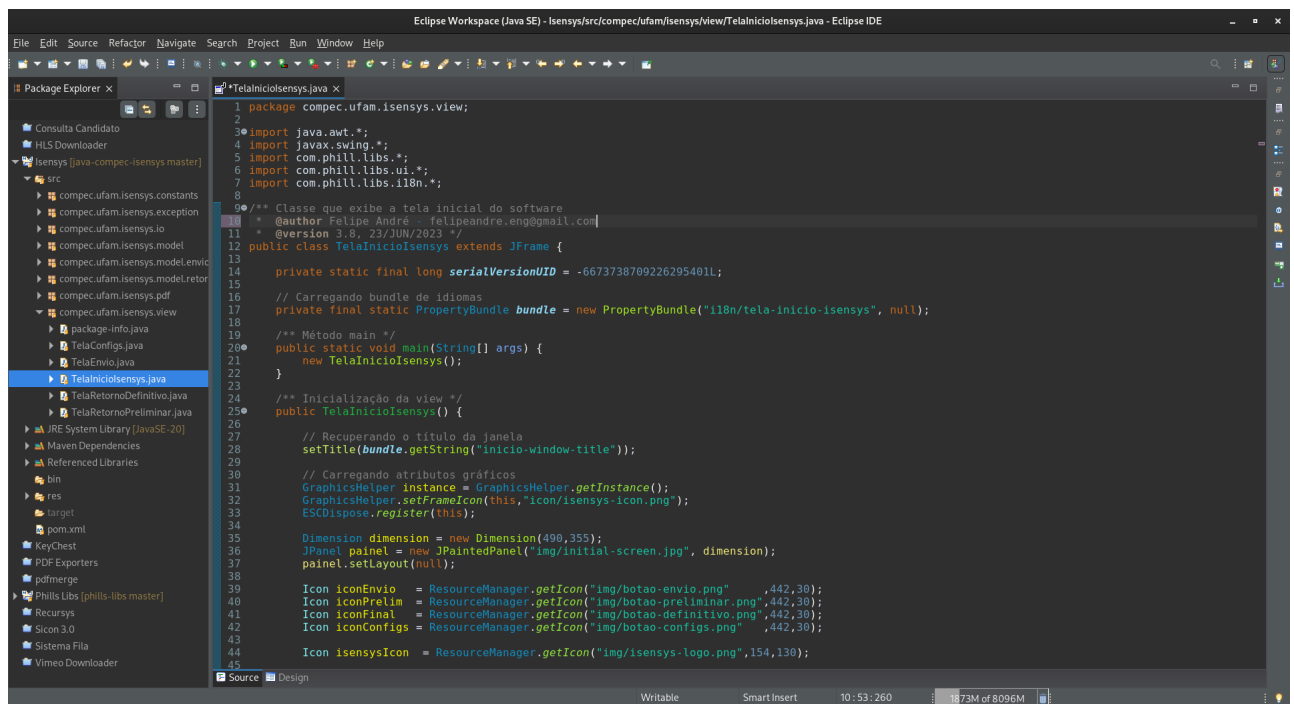 Eclipse Workspace (Java SE) - Isensys/src/compec/ufam/isensys/view/TelaInicioIsensys.java - Eclipse IDE
File Edit Source Refactor Navigate Search Project Run Window Help
Package Explorer
*TelaInicioIsensys.java
Consulta Candidato
HLS Downloader
Isensys [java-compec-isensys master]
src
compec.ufam.isensys.constants
compec.ufam.isensys.exception
compec.ufam.isensys.io
compec.ufam.isensys.model
compec.ufam.isensys.model.envic
compec.ufam.isensys.model.retor
compec.ufam.isensys.pdf
compec.ufam.isensys.view
package-info.java
TelaConfigs.java
TelaEnvio.java
TelaInicioIsensys.java
TelaRetornoDefinitivo.java
TelaRetornoPreliminar.java
JRE System Library [JavaSE-20]
Maven Dependencies
Referenced Libraries
bin
res
target
pom.xml
KeyChest
PDF Exporters
pdfmerge
Phills Libs [phills-libs master]
Recursys
Sicon 3.0
Sistema Fila
Vimeo Downloader
1 package compec.ufam.isensys.view;
2
3 import java.awt.*;
4 import javax.swing.*;
5 import com.phill.libs.*;
6 import com.phill.libs.ui.*;
7 import com.phill.libs.i18n.*;
8
9 /** Classe que exibe a tela inicial do software
10 * @author Felipe André - felipeandre.eng@gmail.com
11 * @version 3.8, 23/JUN/2023 */
12 public class TelaInicioIsensys extends JFrame {
13
14 private static final long serialVersionUID = -6673738709226295401L;
15
16 // Carregando bundle de idiomas
17 private final static PropertyBundle bundle = new PropertyBundle("i18n/tela-inicio-isensys", null);
18
19 /** Método main */
20 public static void main(String[] args) {
21 new TelaInicioIsensys();
22 }
23
24 /** Inicialização da view */
25 public TelaInicioIsensys() {
26
27 // Recuperando o título da janela
28 setTitle(bundle.getString("inicio-window-title"));
29
30 // Carregando atributos gráficos
31 GraphicsHelper instance = GraphicsHelper.getInstance();
32 GraphicsHelper.setFrameIcon(this,"icon/isensys-icon.png");
33 ESCDispose.register(this);
34
35 Dimension dimension = new Dimension(490,355);
36 JPanel painel = new JPaintedPanel("img/initial-screen.jpg", dimension);
37 painel.setLayout(null);
38
39 Icon iconEnvio = ResourceManager.getIcon("img/botao-envio.png" ,442,30);
40 Icon iconPrelim = ResourceManager.getIcon("img/botao-preliminar.png",442,30);
41 Icon iconFinal = ResourceManager.getIcon("img/botao-definitivo.png",442,30);
42 Icon iconConfigs = ResourceManager.getIcon("img/botao-configs.png" ,442,30);
43
44 Icon isensysIcon = ResourceManager.getIcon("img/isensys-logo.png",154,130);
45
Source Design
Writable Smart Insert 10 : 53 : 260 1873M of 8096M